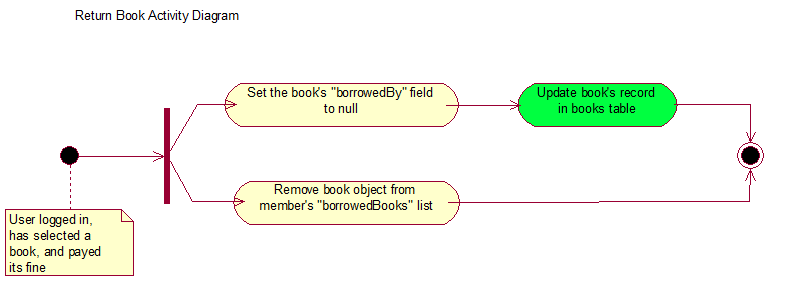 Return Book Activity Diagram
Set the book's "borrowedBy" field
to null
Update book's record
in books table
Remove book object from
member's "borrowedBooks" list
User logged in,
has selected a
book, and payed
its fine